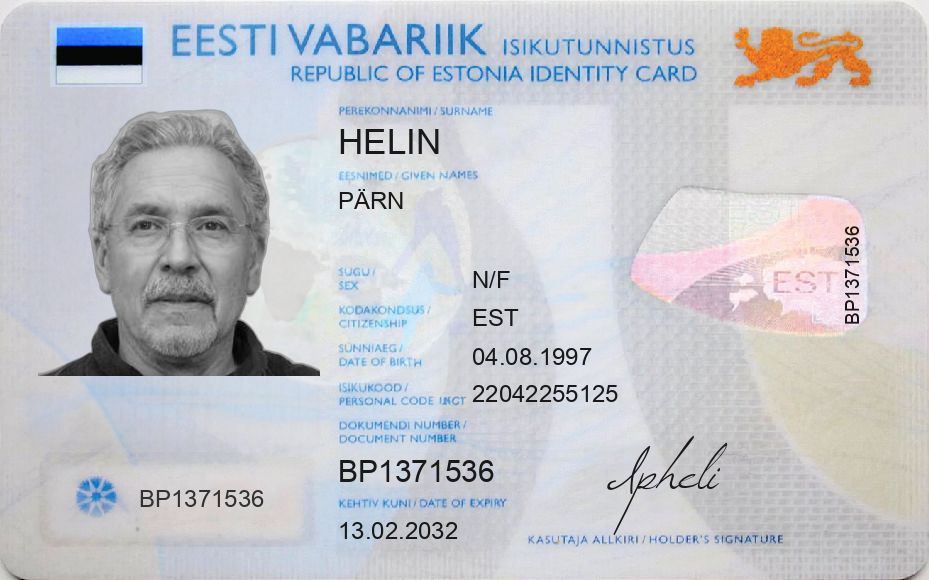 EESTI VABARIIK ISIKUTUNNISTUS
REPUBLIC OF ESTONIA IDENTITY CARD
PEREKONNANIMI / SURNAME
HELIN
EESNIMED / GIVEN NAMES
PÄRN
SUGU /
SEX
N/F
KODAKONDSUS /
CITIZENSHIP
EST
SÜNNIAEG /
DATE OF BIRTH
04.08.1997
ISIKUKOOD /
PERSONAL CODE
22042255125
DOKUMENDI NUMBER /
DOCUMENT NUMBER
BP1371536
KEHTIV KUNI / DATE OF EXPIRY
13.02.2032
BP1371536
EST
BP1371536
KASUTAJA ALLKIRI / HOLDER'S SIGNATURE